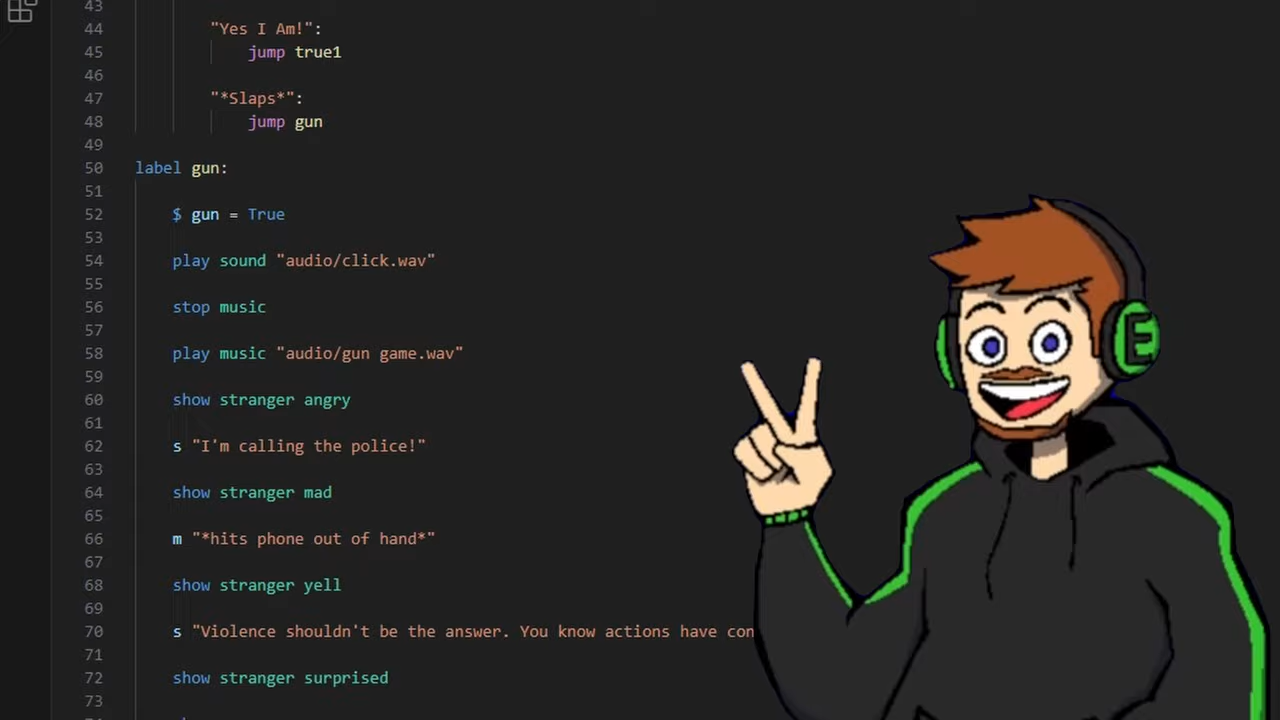 43
44 "Yes I Am!":
45 jump true1
46
47 "*Slaps*":
48 jump gun
49
50 label gun:
51
52 $ gun = True
53
54 play sound "audio/click.wav"
55
56 stop music
57
58 play music "audio/gun game.wav"
59
60 show stranger angry
61
62 s "I'm calling the police!"
63
64 show stranger mad
65
66 m "*hits phone out of hand*"
67
68 show stranger yell
69
70 s "Violence shouldn't be the answer. You know actions have con
71
72 show stranger surprised
73
E